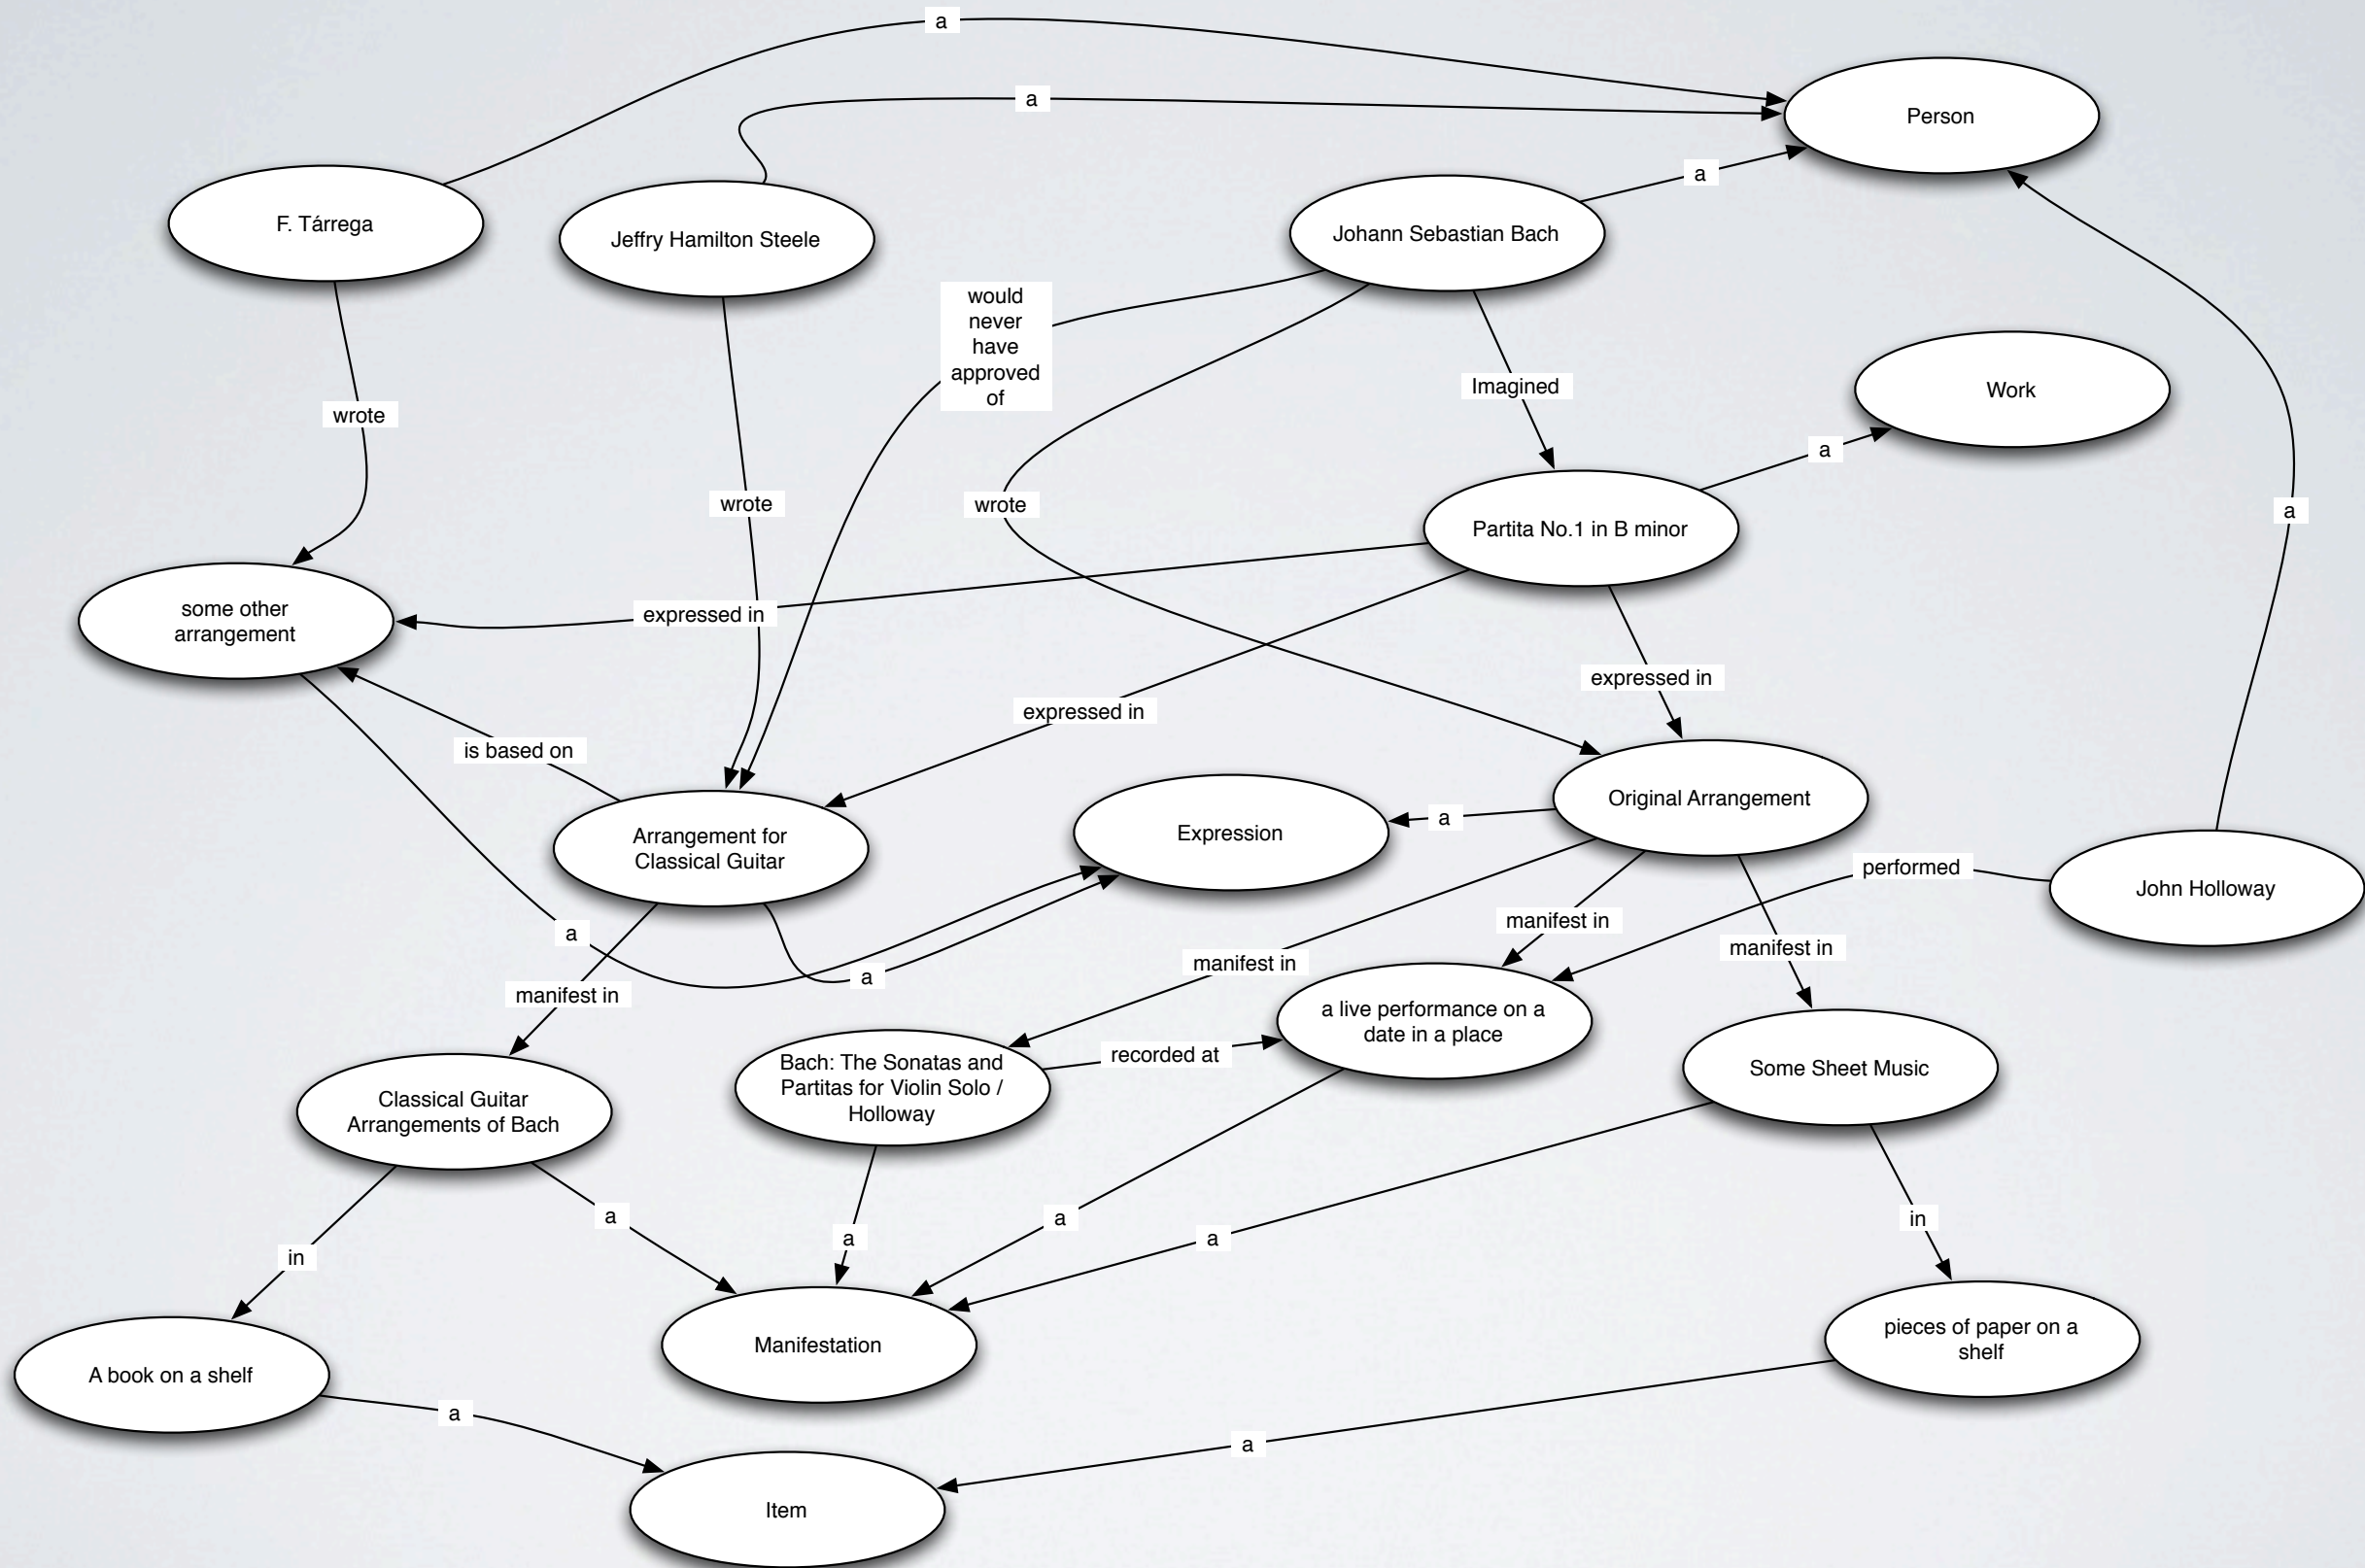 a
a
Person
a
F. Tárrega
Jeffry Hamilton Steele
Johann Sebastian Bach
would
never
have
approved
of
Imagined
Work
wrote
a
wrote
wrote
a
Partita No.1 in B minor
some other
arrangement
expressed in
expressed in
expressed in
is based on
Original Arrangement
a
Expression
Arrangement for
Classical Guitar
performed
John Holloway
a
manifest in
manifest in
manifest in
a
manifest in
a live performance on a
date in a place
recorded at
Bach: The Sonatas and
Partitas for Violin Solo /
Holloway
Some Sheet Music
Classical Guitar
Arrangements of Bach
a
a
a
a
in
in
Manifestation
pieces of paper on a
shelf
A book on a shelf
a
a
Item